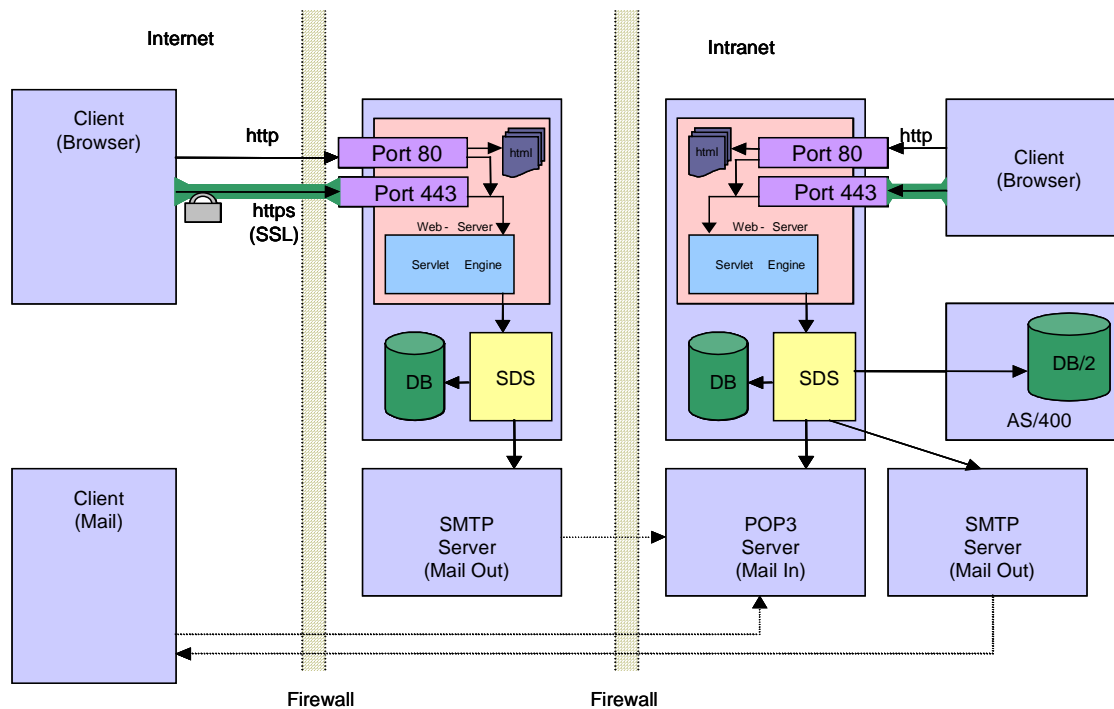 Internet
Intranet
Client
(Browser)
http
https
(SSL)
Port 80
html
Port 443
Web - Server
Servlet Engine
DB
SDS
html
Port 80
http
Port 443
Web - Server
Servlet Engine
DB
SDS
Client
(Browser)
DB/2
AS/400
Client
(Mail)
SMTP
Server
(Mail Out)
POP3
Server
(Mail In)
SMTP
Server
(Mail Out)
Firewall
Firewall